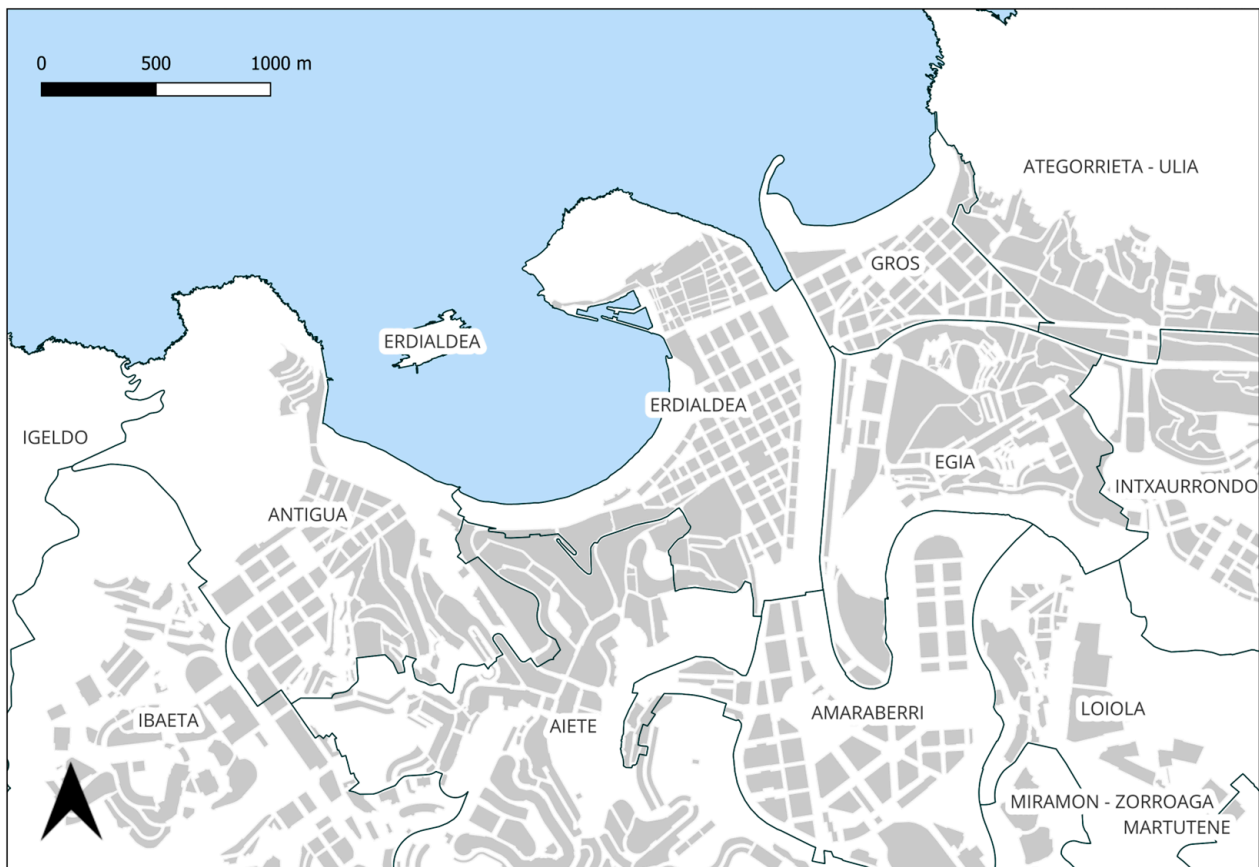 0 500 1000 m
ATEGORRIETA - ULIA
GROS
ERDIALDEA
ERDIALDEA
IGELDO
EGIA
INTXAURRONDO
ANTIGUA
IBAETA
AIETE
AMARABERRI
LOIOLA
MIRAMON - ZORROAGA
MARTUTENE